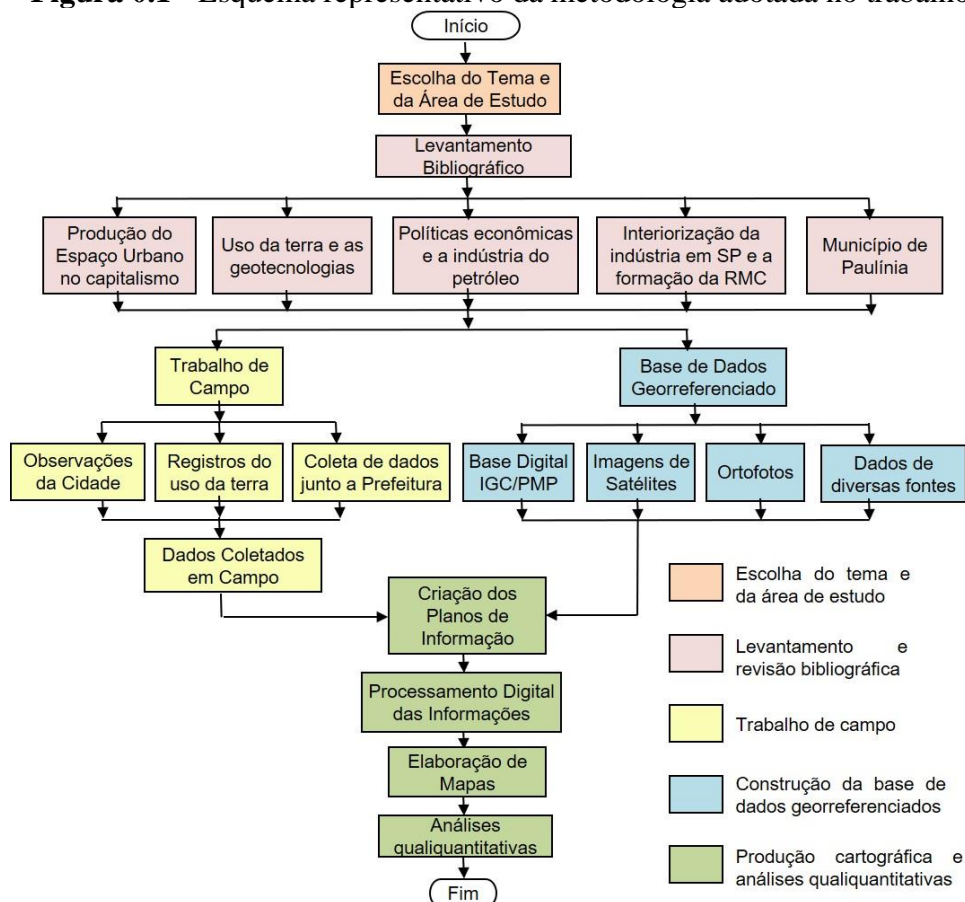 Figura 0.1 - Esquema representativo da metodologia adotada no trabalho
Início
Escolha do Tema e
da Área de Estudo
Levantamento
Bibliográfico
Produção do
Espaço Urbano
no capitalismo
Uso da terra e as
geotecnologias
Políticas econômicas
e a indústria do
petróleo
Interiorização da
indústria em SP e a
formação da RMC
Município de
Paulínia
Trabalho de
Campo
Base de Dados
Georreferenciado
Observações
da Cidade
Registros do
uso da terra
Coleta de dados
junto a Prefeitura
Base Digital
IGC/PMP
Imagens de
Satélites
Ortofotos
Dados de
diversas fontes
Dados Coletados
em Campo
Criação dos
Planos de
Informação
Processamento Digital
das Informações
Elaboração de
Mapas
Análises
qualiquantitativas
Fim
Escolha do tema e
da área de estudo
Levantamento e
revisão bibliográfica
Trabalho de campo
Construção da base de
dados georreferenciados
Produção cartográfica e
análises qualiquantitativas